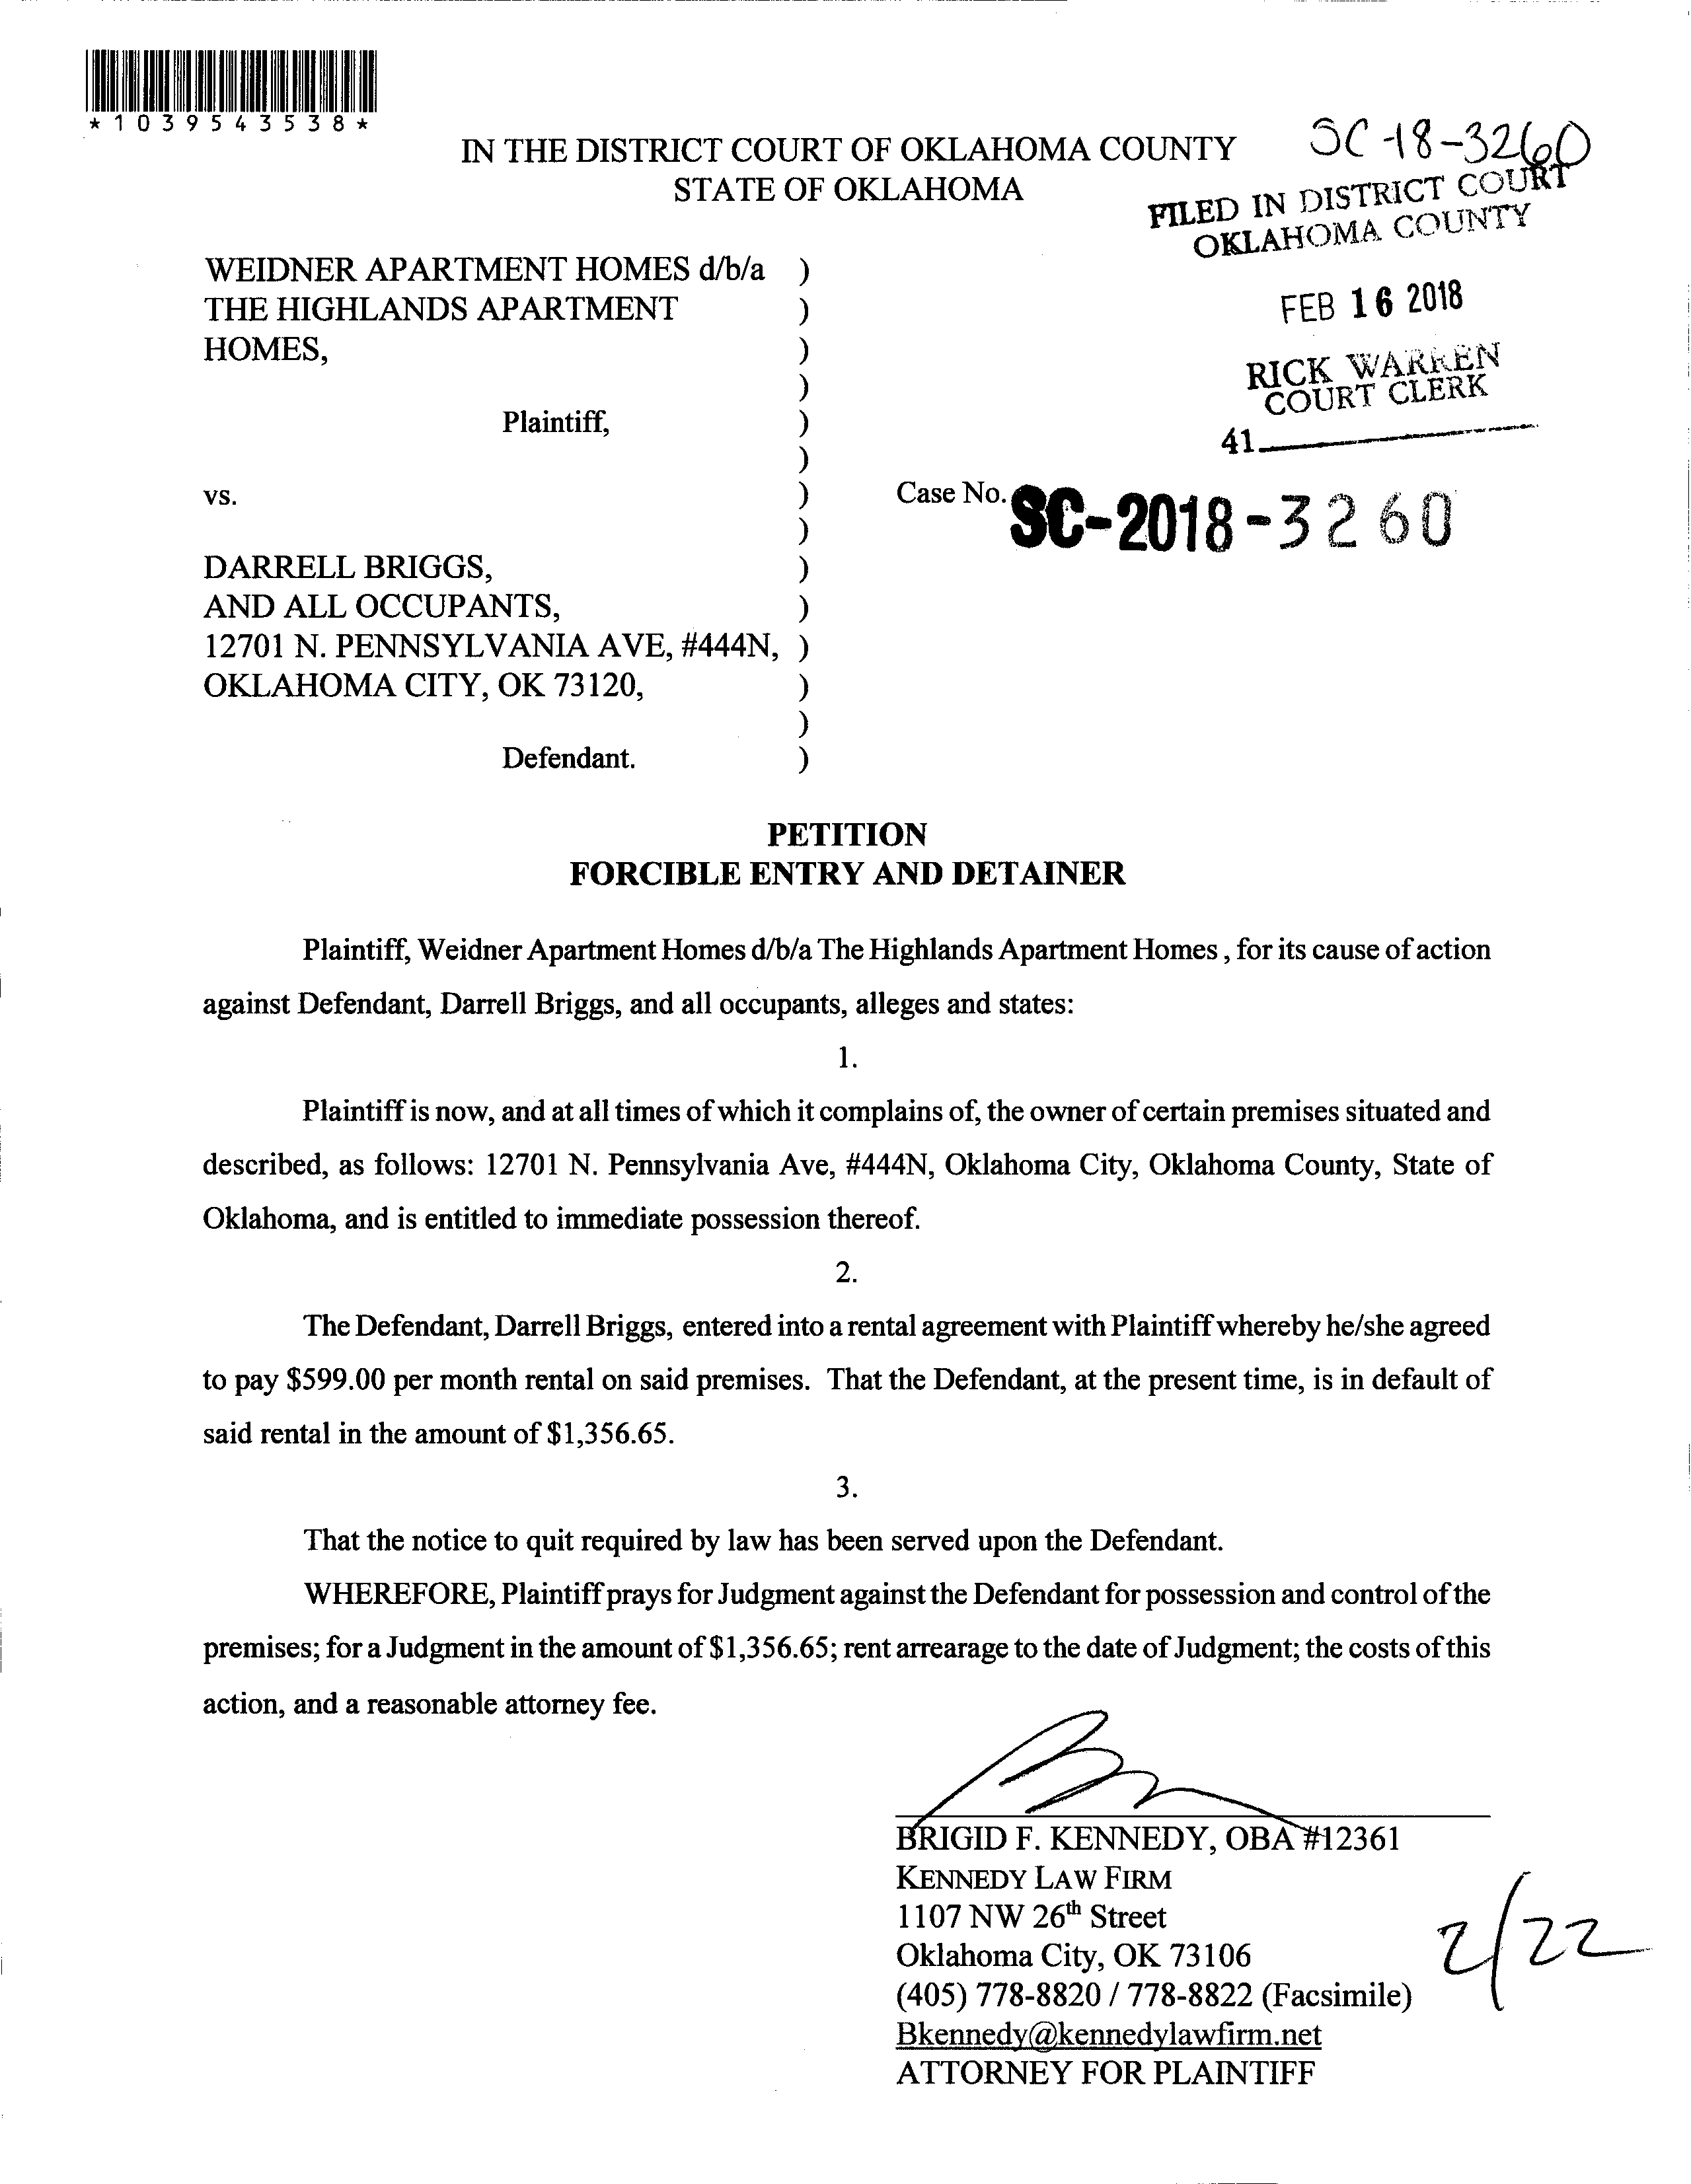 *1039543538*
IN THE DISTRICT COURT OF OKLAHOMA COUNTY
STATE OF OKLAHOMA
SC-18-3260
FILED IN DISTRICT COURT
OKLAHOMA COUNTY
FEB 16 2018
RICK WARREN
COURT CLERK
41
WEIDNER APARTMENT HOMES d/b/a )
THE HIGHLANDS APARTMENT )
HOMES, )
)
Plaintiff, )
)
vs. ) Case No. SC-2018-3260
)
DARRELL BRIGGS, )
AND ALL OCCUPANTS, )
12701 N. PENNSYLVANIA AVE, #444N, )
OKLAHOMA CITY, OK 73120, )
)
Defendant. )
PETITION
FORCIBLE ENTRY AND DETAINER
Plaintiff, Weidner Apartment Homes d/b/a The Highlands Apartment Homes , for its cause of action
against Defendant, Darrell Briggs, and all occupants, alleges and states:
1.
Plaintiff is now, and at all times of which it complains of, the owner of certain premises situated and
described, as follows: 12701 N. Pennsylvania Ave, #444N, Oklahoma City, Oklahoma County, State of
Oklahoma, and is entitled to immediate possession thereof.
2.
The Defendant, Darrell Briggs, entered into a rental agreement with Plaintiff whereby he/she agreed
to pay $599.00 per month rental on said premises. That the Defendant, at the present time, is in default of
said rental in the amount of $1,356.65.
3.
That the notice to quit required by law has been served upon the Defendant.
WHEREFORE, Plaintiff prays for Judgment against the Defendant for possession and control of the
premises; for a Judgment in the amount of $1,356.65; rent arrearage to the date of Judgment; the costs of this
action, and a reasonable attorney fee.
BRIGID F. KENNEDY, OBA #12361
KENNEDY LAW FIRM
1107 NW 26th Street
Oklahoma City, OK 73106
(405) 778-8820 / 778-8822 (Facsimile)
Bkennedy@kennedylawfirm.net
ATTORNEY FOR PLAINTIFF
2/22